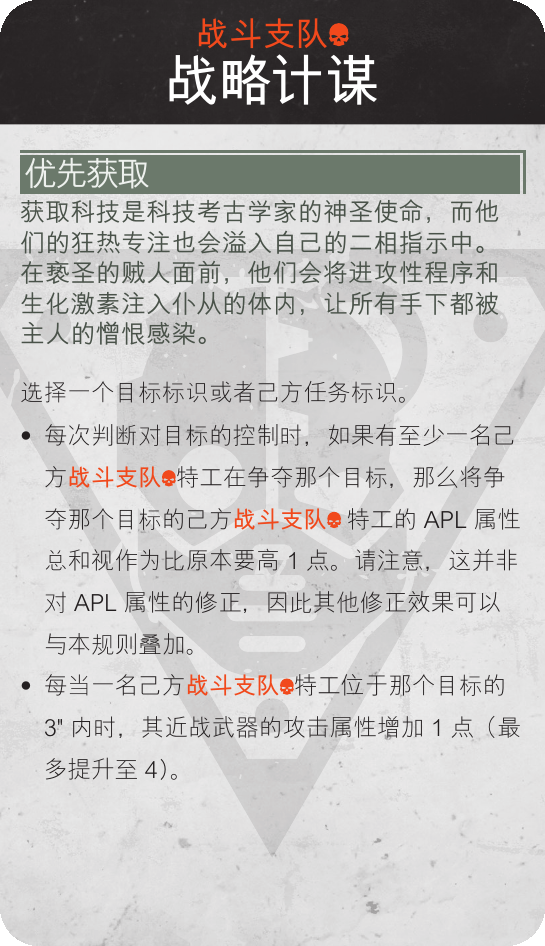 战斗支队
战略计谋
优先获取
获取科技是科技考古学家的神圣使命，而他
们的狂热专注也会溢入自己的二相指示中。
在亵圣的贼人面前，他们会将进攻性程序和
生化激素注入仆从的体内，让所有手下都被
主人的憎恨感染。
选择一个目标标识或者己方任务标识。
• 每次判断对目标的控制时，如果有至少一名己
方战斗支队特工在争夺那个目标，那么将争
夺那个目标的己方战斗支队 特工的 APL 属性
总和视作为比原本要高 1 点。请注意，这并非
对 APL 属性的修正，因此其他修正效果可以
与本规则叠加。
• 每当一名己方战斗支队特工位于那个目标的
3" 内时，其近战武器的攻击属性增加 1 点（最
多提升至 4）。